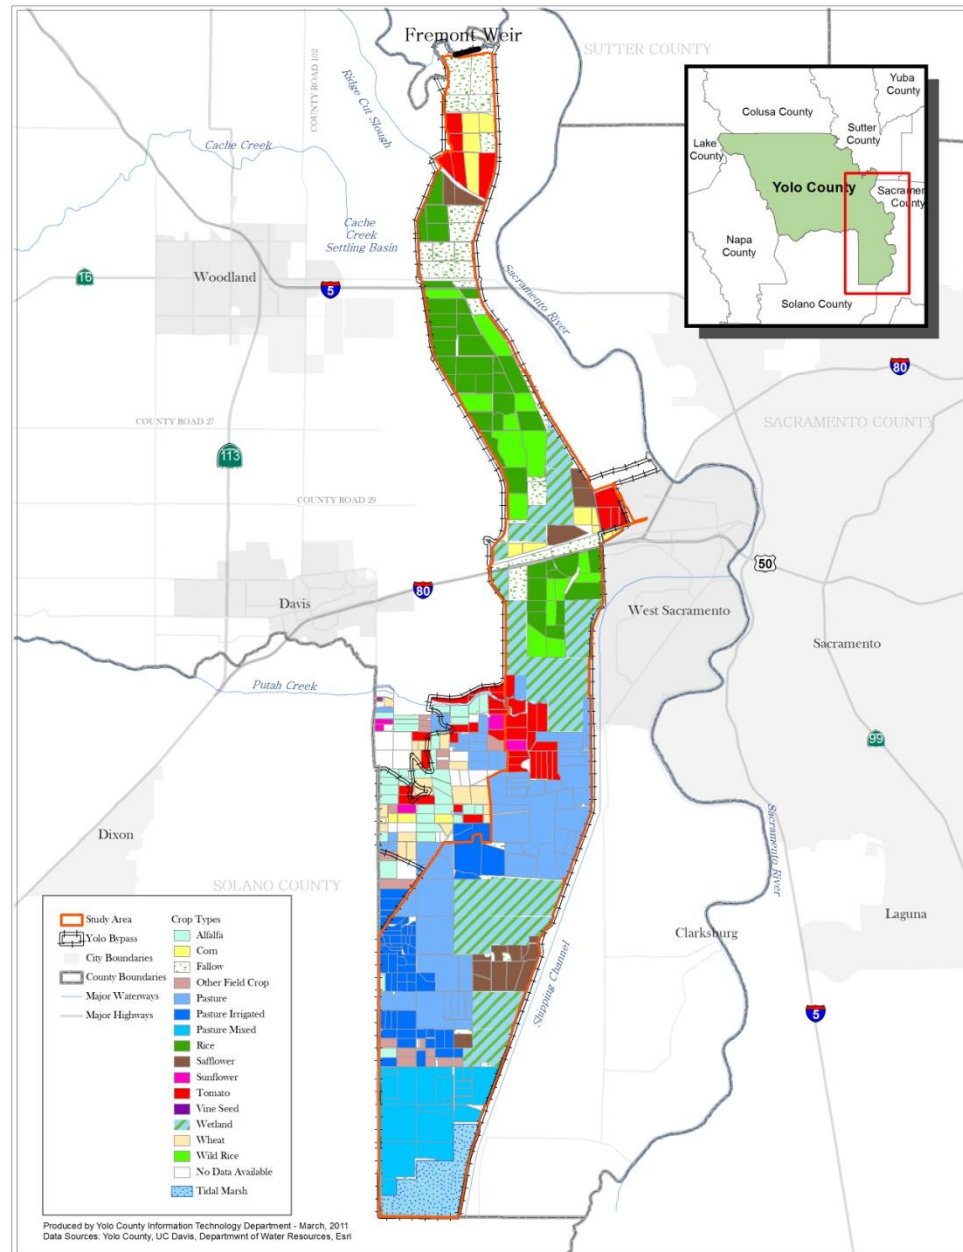 Fremont Weir
SUTTER COUNTY
COUNTY ROAD 102
Ridge Cut Slough
Cache Creek
Cache
Creek
Settling Basin
Woodland
16
5
Sacramento River
Colusa County
Yuba
County
Sutter
County
Lake
County
Yolo County
Sacramen
County
Napa
County
Solano County
80
SACRAMENTO COUNTY
COUNTY ROAD 27
113
COUNTY ROAD 29
50
80
Davis
West Sacramento
Sacramento
Putah Creek
99
Dixon
Sacramento River
SOLANO COUNTY
Laguna
Clarksburg
Shipping Channel
5
Study Area
Yolo Bypass
City Boundaries
County Boundaries
Major Waterways
Major Highways
Crop Types
Alfalfa
Corn
Fallow
Other Field Crop
Pasture
Pasture Irrigated
Pasture Mixed
Rice
Safflower
Sunflower
Tomato
Vine Seed
Wetland
Wheat
Wild Rice
No Data Available
Tidal Marsh
Produced by Yolo County Information Technology Department - March, 2011
Data Sources: Yolo County, UC Davis, Departmemt of Water Resources, Esri